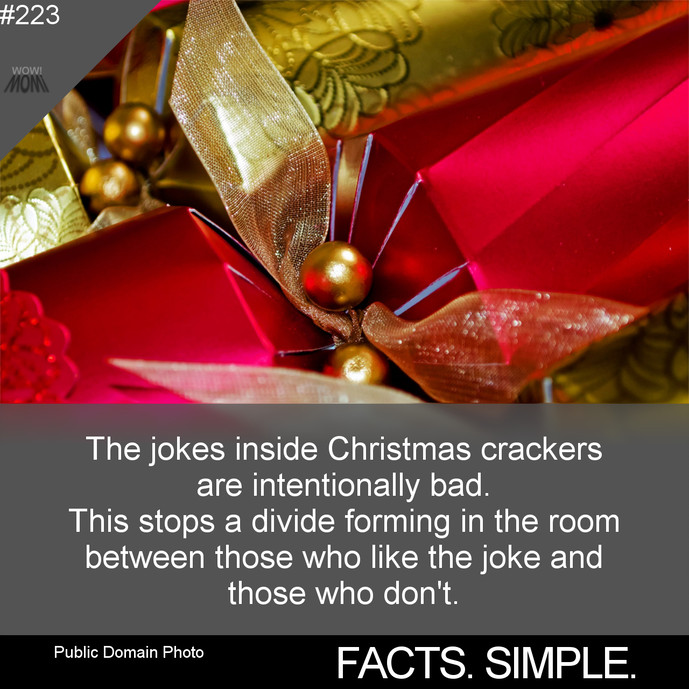 #223
WOW!
MOM!
The jokes inside Christmas crackers
are intentionally bad.
This stops a divide forming in the room
between those who like the joke and
those who don't.
Public Domain Photo
FACTS. SIMPLE.